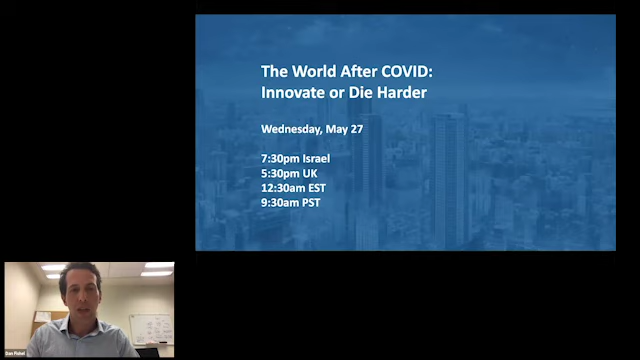 The World After COVID:
Innovate or Die Harder
Wednesday, May 27
7:30pm Israel
5:30pm UK
12:30am EST
9:30am PST